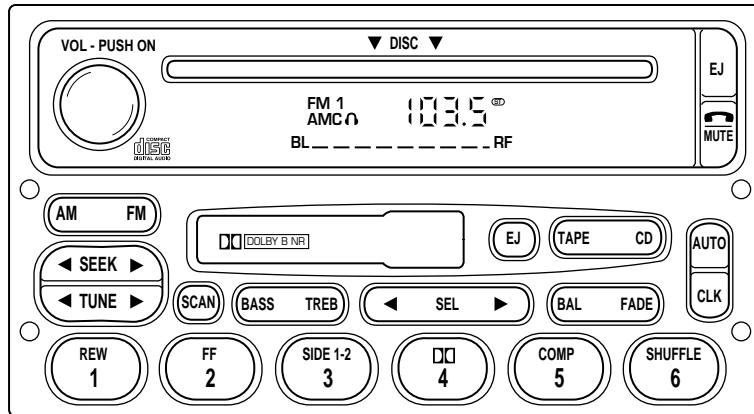 VOL - PUSH ON
▼ DISC ▼
EJ
FM 1
AMC
103.5
ST
MUTE
COMPACT
disc
DIGITAL AUDIO
BL
RF
AM FM
DOLBY B NR
EJ
TAPE CD
AUTO
◄ SEEK ►
◄ TUNE ►
SCAN
BASS TREB
◄ SEL ►
BAL FADE
CLK
REW
1
FF
2
SIDE 1-2
3
4
COMP
5
SHUFFLE
6